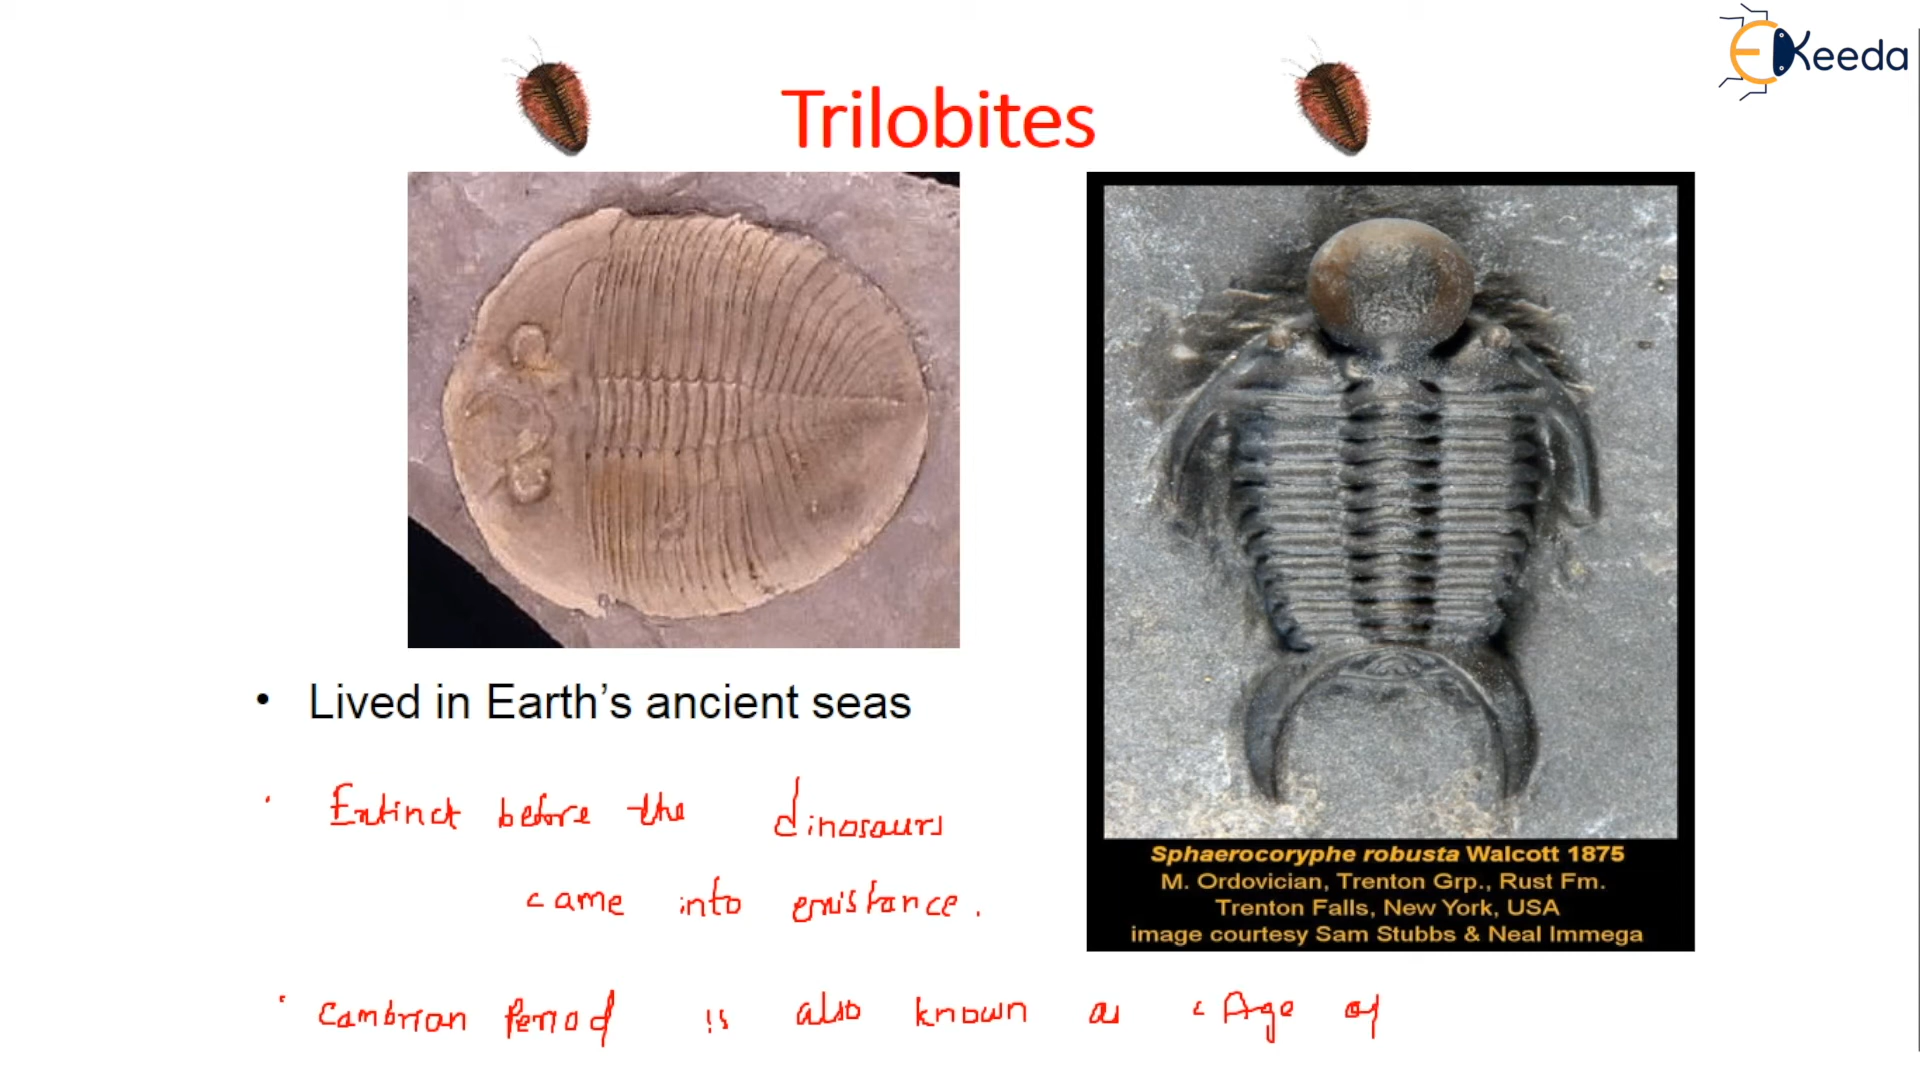 EKeeda
Trilobites
• Lived in Earth's ancient seas
• Extinct before the dinosaurs
came into existance.
• Cambrian Period is also known as ‘Age of
Sphaerocoryphe robusta Walcott 1875
M. Ordovician, Trenton Grp., Rust Fm.
Trenton Falls, New York, USA
image courtesy Sam Stubbs & Neal Immega